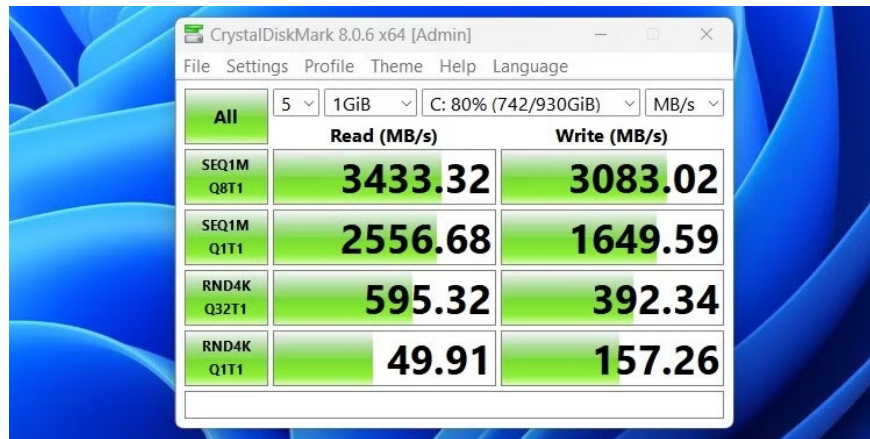 CrystalDiskMark 8.0.6 x64 [Admin]
File Settings Profile Theme Help Language
All 5 1GiB C: 80% (742/930GiB) MB/s
Read (MB/s) Write (MB/s)
SEQ1M
Q8T1 3433.32 3083.02
SEQ1M
Q1T1 2556.68 1649.59
RND4K
Q32T1 595.32 392.34
RND4K
Q1T1 49.91 157.26